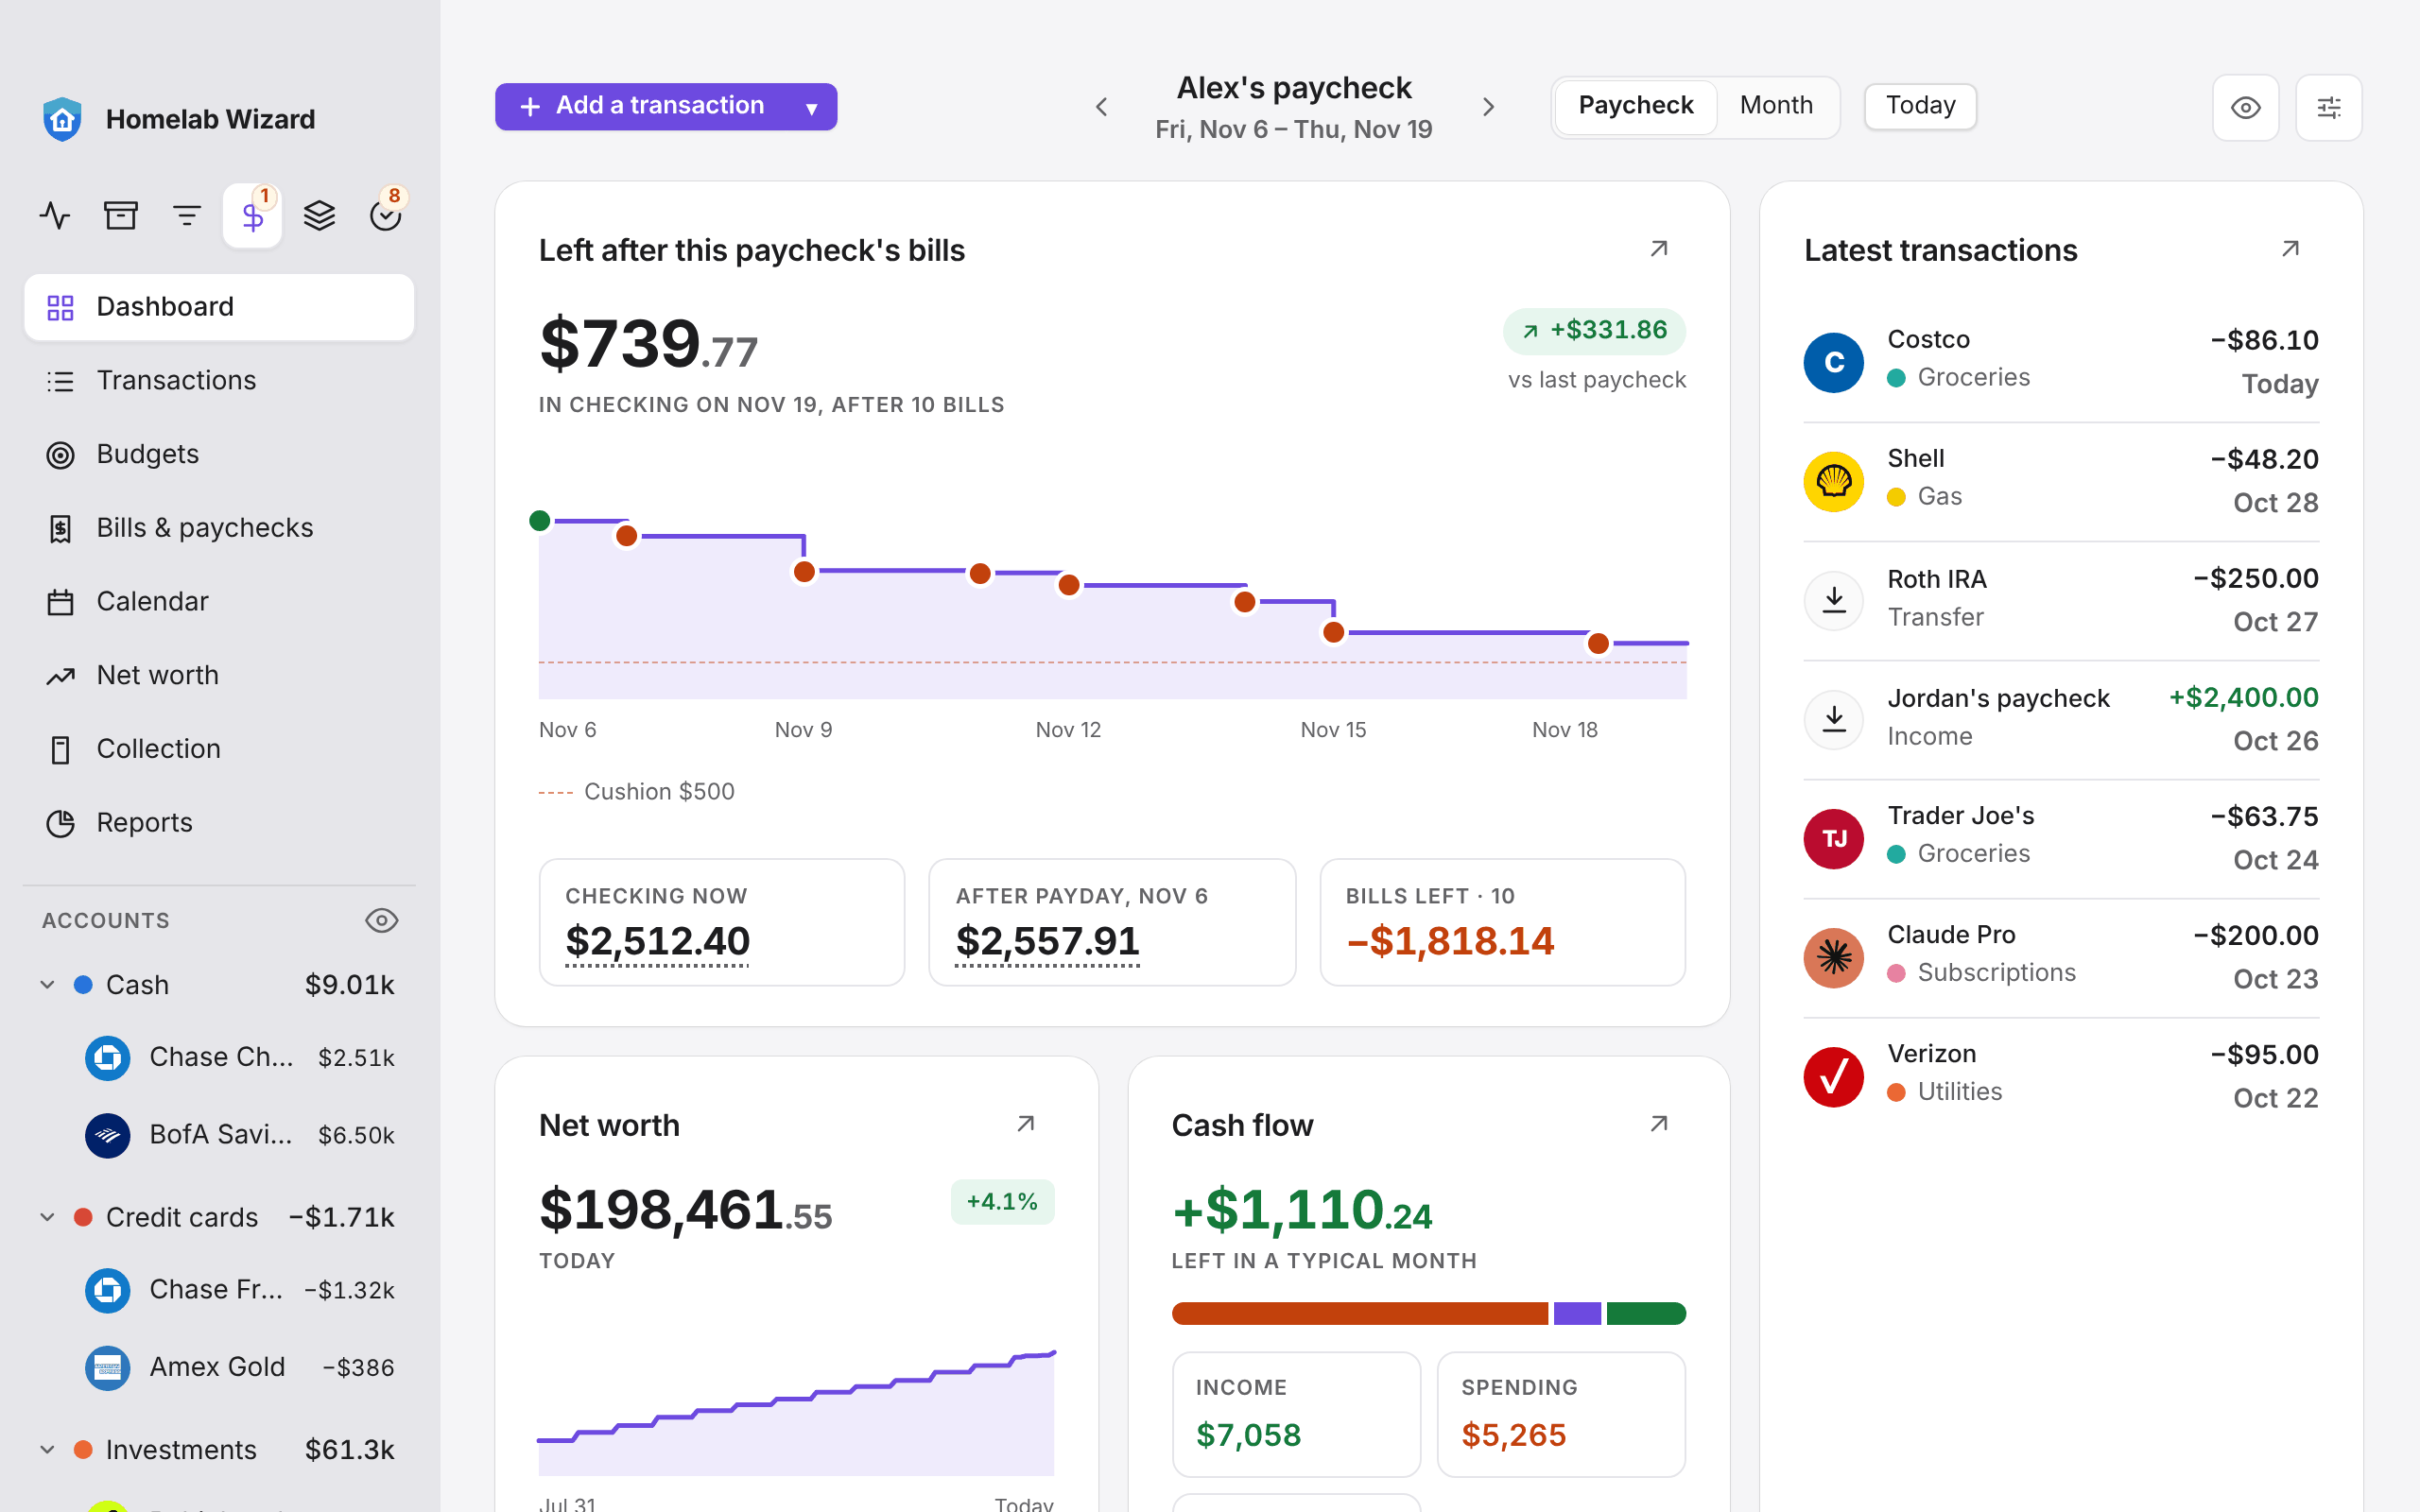 Homelab Wizard
1
8
Dashboard
Transactions
Budgets
Bills & paychecks
Calendar
Net worth
Collection
Reports
ACCOUNTS
Cash $9.01k
Chase Ch... $2.51k
BofA Savi... $6.50k
Credit cards −$1.71k
Chase Fr... −$1.32k
Amex Gold −$386
Investments $61.3k
+ Add a transaction
Alex's paycheck
Fri, Nov 6 – Thu, Nov 19
Paycheck
Month
Today
Left after this paycheck's bills
$739.77
+$331.86
vs last paycheck
IN CHECKING ON NOV 19, AFTER 10 BILLS
Nov 6 Nov 9 Nov 12 Nov 15 Nov 18
Cushion $500
CHECKING NOW
$2,512.40
AFTER PAYDAY, NOV 6
$2,557.91
BILLS LEFT · 10
−$1,818.14
Net worth
$198,461.55
+4.1%
TODAY
Jul 31 Today
Cash flow
+$1,110.24
LEFT IN A TYPICAL MONTH
INCOME
$7,058
SPENDING
$5,265
Latest transactions
C
Costco −$86.10
Groceries Today
Shell −$48.20
Gas Oct 28
Roth IRA −$250.00
Transfer Oct 27
Jordan's paycheck +$2,400.00
Income Oct 26
TJ
Trader Joe's −$63.75
Groceries Oct 24
Claude Pro −$200.00
Subscriptions Oct 23
Verizon −$95.00
Utilities Oct 22